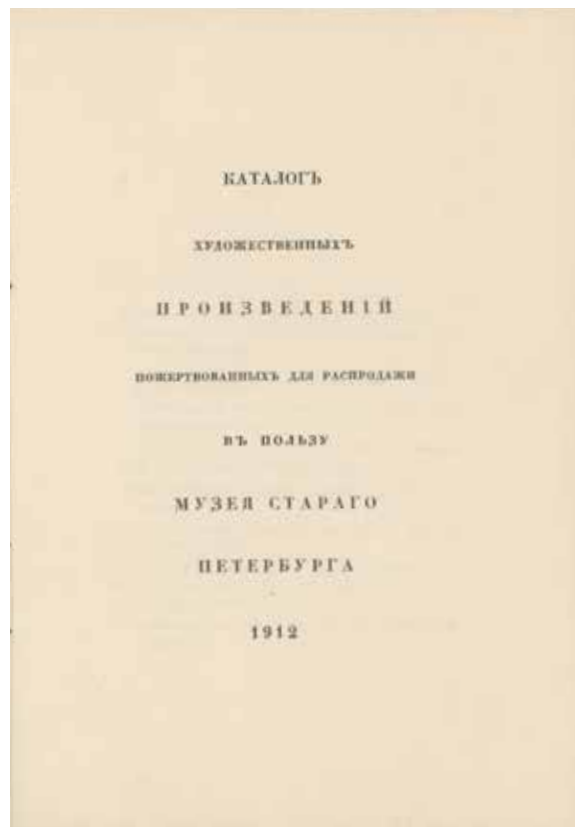 КАТАЛОГЪ
ХУДОЖЕСТВЕННЫХЪ
ПРОИЗВЕДЕНІЙ
ПОЖЕРТВОВАННЫХЪ ДЛЯ РАСПРОДАЖИ
ВЪ ПОЛЬЗУ
МУЗЕЯ СТАРАГО
ПЕТЕРБУРГА
1912